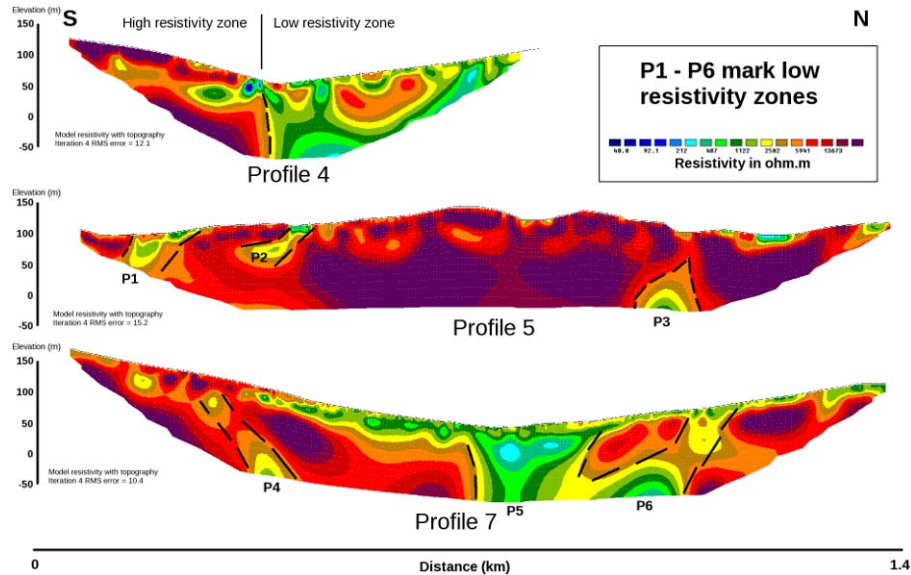 Elevation (m)
150
100
50
0
-50
S
High resistivity zone
Low resistivity zone
N
Model resistivity with topography
Iteration 4 RMS error = 12.1
Profile 4
P1 - P6 mark low
resistivity zones
40.0 92.1 212 487 1122 2582 5941 13673
Resistivity in ohm.m
Elevation (m)
150
100
50
0
-50
P1
P2
P3
Model resistivity with topography
Iteration 4 RMS error = 15.2
Profile 5
Elevation (m)
150
100
50
0
-50
Model resistivity with topography
Iteration 4 RMS error = 10.4
P4
P5
P6
Profile 7
0
Distance (km)
1.4